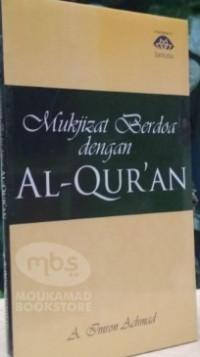 Mukjizat Berdoa
dengan
AL-QUR'AN
mbs
MOUKAMAD
BOOKSTORE
A. Imron Achmad